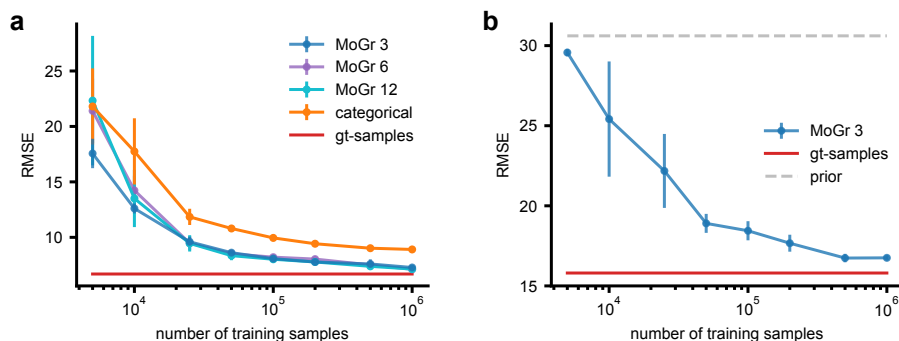 a
RMSE
25
20
15
10
10^4
10^5
10^6
number of training samples
MoGr 3
MoGr 6
MoGr 12
categorical
gt-samples
b
RMSE
30
25
20
15
10^4
10^5
10^6
number of training samples
MoGr 3
gt-samples
prior